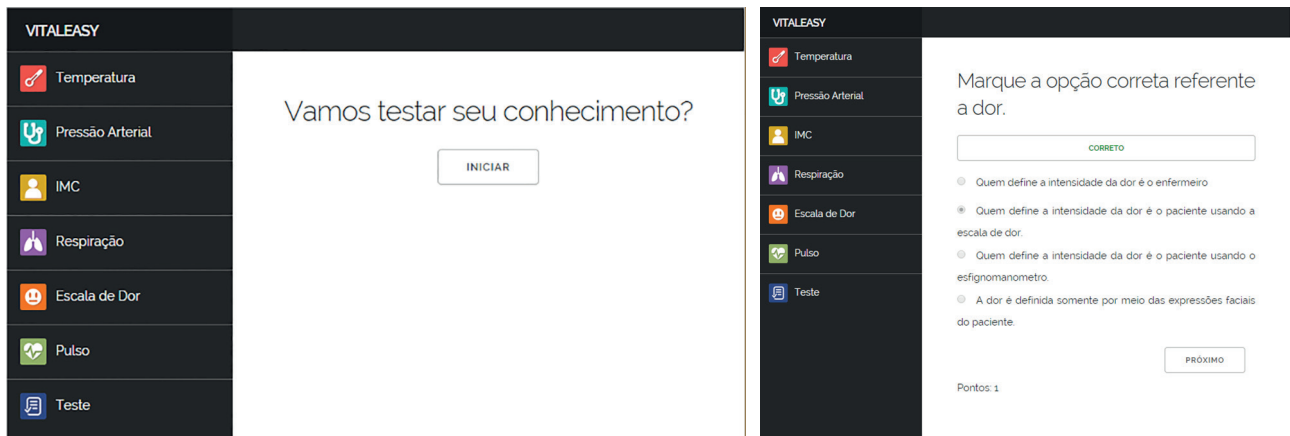 VITALEASY
Temperatura
Pressão Arterial
IMC
Respiração
Escala de Dor
Pulso
Teste
Vamos testar seu conhecimento?
INICIAR
VITALEASY
Temperatura
Pressão Arterial
IMC
Respiração
Escala de Dor
Pulso
Teste
Marque a opção correta referente
a dor.
CORRETO
Quem define a intensidade da dor é o enfermeiro
Quem define a intensidade da dor é o paciente usando a
escala de dor.
Quem define a intensidade da dor é o paciente usando o
esfignomanometro.
A dor é definida somente por meio das expressões faciais
do paciente.
PRÓXIMO
Pontos: 1